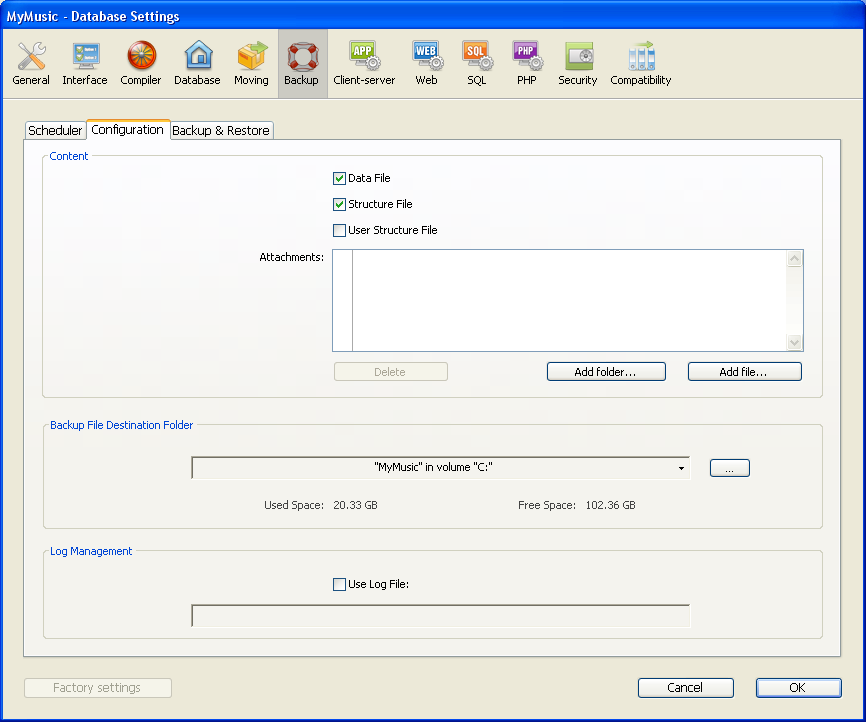 MyMusic - Database Settings
General Interface Compiler Database Moving Backup Client-server Web SQL PHP Security Compatibility
APP WEB SQL PHP
Scheduler Configuration Backup & Restore
Content
Data File
Structure File
User Structure File
Attachments:
Delete Add folder... Add file...
Backup File Destination Folder
"MyMusic" in volume "C:" ...
Used Space: 20.33 GB Free Space: 102.36 GB
Log Management
Use Log File:
Factory settings Cancel OK